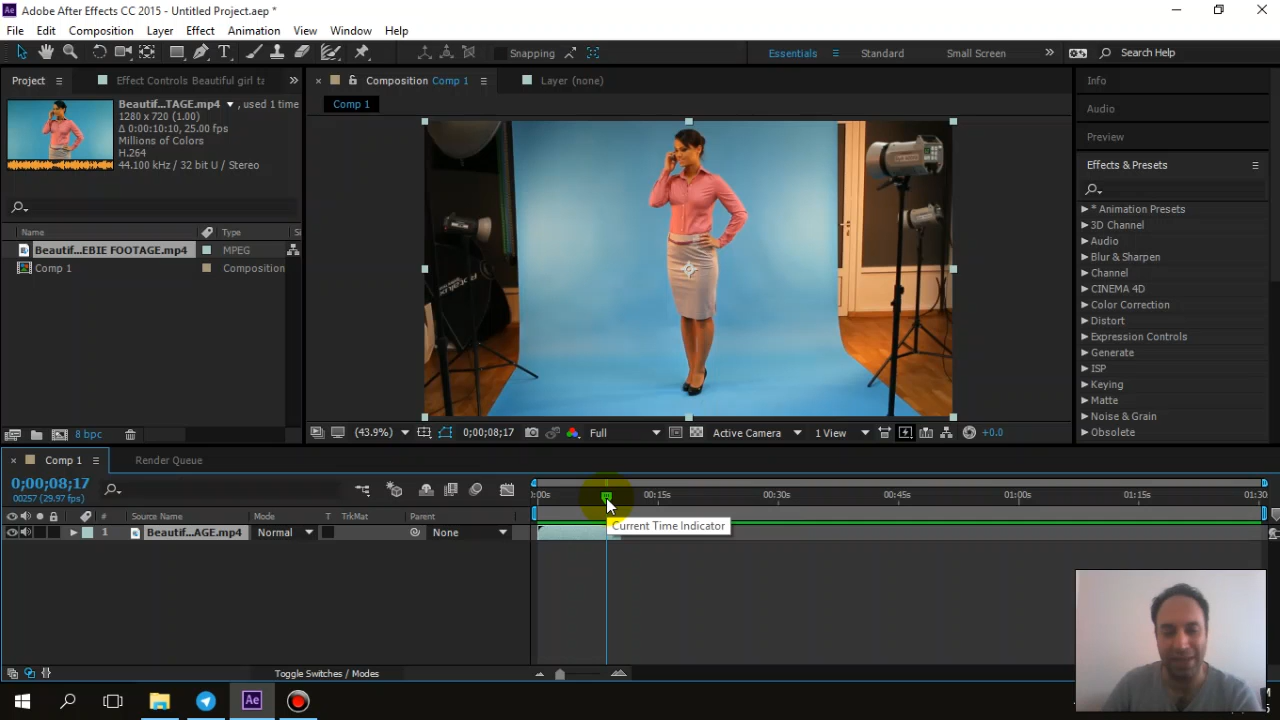 Adobe After Effects CC 2015 - Untitled Project.aep *
File Edit Composition Layer Effect Animation View Window Help
Snapping Essentials Standard Small Screen Search Help
Project Effect Controls Beautiful girl ta
Composition Comp 1 Layer (none)
Comp 1
Beautif...TAGE.mp4 , used 1 time
1280 x 720 (1.00)
Δ 0:00:10:10, 25.00 fps
Millions of Colors
H.264
44.100 kHz / 32 bit U / Stereo
Name Type Si
Beautif...EBIE FOOTAGE.mp4 MPEG
Comp 1 Composition
8 bpc
(43.9%) 0;00;08;17 Full Active Camera 1 View +0.0
Info
Audio
Preview
Effects & Presets
* Animation Presets
3D Channel
Audio
Blur & Sharpen
Channel
CINEMA 4D
Color Correction
Distort
Expression Controls
Generate
ISP
Keying
Matte
Noise & Grain
Obsolete
Comp 1 Render Queue
0;00;08;17
00257 (29.97 fps)
:00s 00:15s 00:30s 00:45s 01:00s 01:15s 01:30
# Source Name Mode T TrkMat Parent
1 Beautif...AGE.mp4 Normal None
Current Time Indicator
Toggle Switches / Modes
Ae